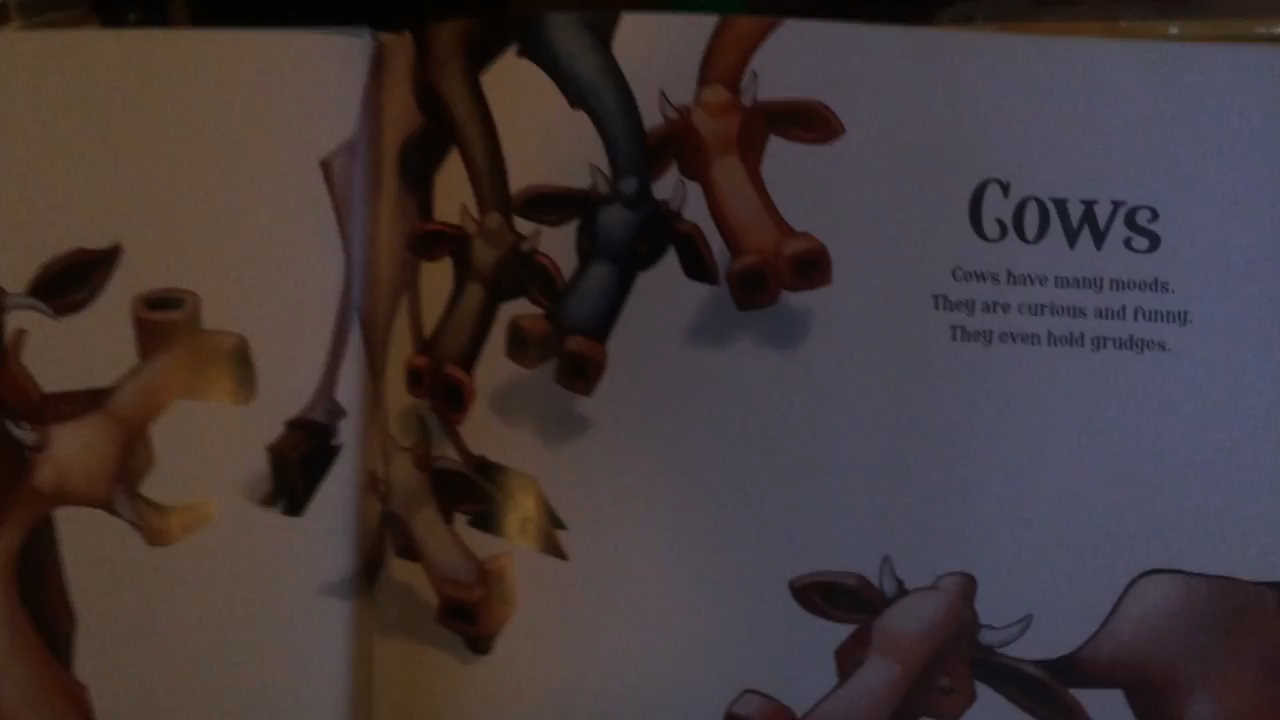 Cows
Cows have many moods.
They are curious and funny.
They even hold grudges.